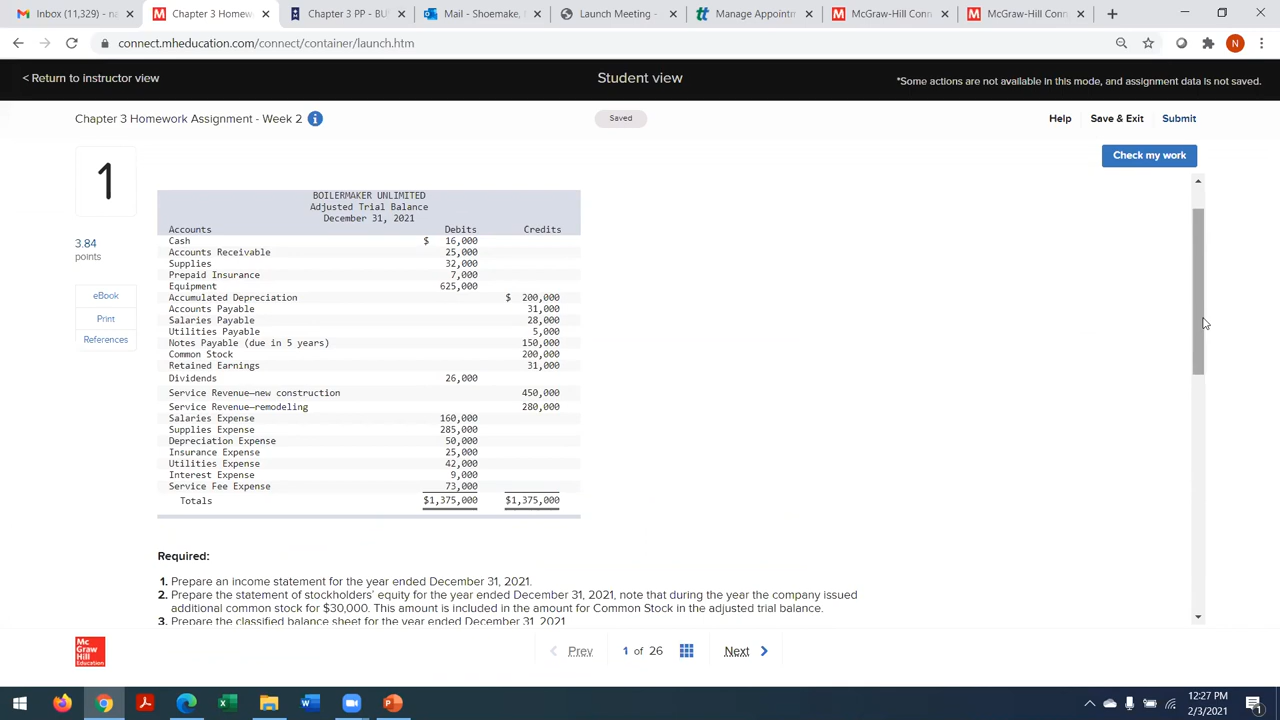 Inbox (11,329) - na
Chapter 3 Homew
Chapter 3 PP - BU
Mail - Shoemake,
Launch Meeting -
Manage Appointm
McGraw-Hill Conn
McGraw-Hill Conn
connect.mheducation.com/connect/container/launch.htm
N
< Return to instructor view
Student view
*Some actions are not available in this mode, and assignment data is not saved.
Chapter 3 Homework Assignment - Week 2
Saved
Help
Save & Exit
Submit
Check my work
1
3.84
points
eBook
Print
References
BOILERMAKER UNLIMITED
Adjusted Trial Balance
December 31, 2021
Accounts Debits Credits
Cash $ 16,000
Accounts Receivable 25,000
Supplies 32,000
Prepaid Insurance 7,000
Equipment 625,000
Accumulated Depreciation $ 200,000
Accounts Payable 31,000
Salaries Payable 28,000
Utilities Payable 5,000
Notes Payable (due in 5 years) 150,000
Common Stock 200,000
Retained Earnings 31,000
Dividends 26,000
Service Revenue—new construction 450,000
Service Revenue—remodeling 280,000
Salaries Expense 160,000
Supplies Expense 285,000
Depreciation Expense 50,000
Insurance Expense 25,000
Utilities Expense 42,000
Interest Expense 9,000
Service Fee Expense 73,000
Totals $1,375,000 $1,375,000
Required:
1. Prepare an income statement for the year ended December 31, 2021.
2. Prepare the statement of stockholders' equity for the year ended December 31, 2021, note that during the year the company issued
additional common stock for $30,000. This amount is included in the amount for Common Stock in the adjusted trial balance.
3. Prepare the classified balance sheet for the year ended December 31, 2021
Mc
Graw
Hill
Education
Prev
1 of 26
Next
12:27 PM
2/3/2021
1